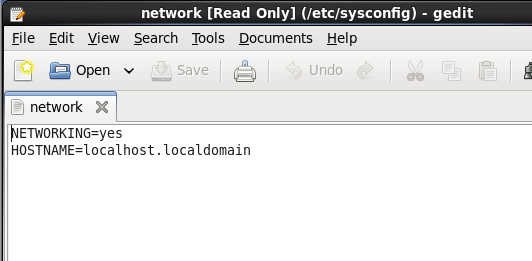 network [Read Only] (/etc/sysconfig) - gedit
File Edit View Search Tools Documents Help
Open Save Undo
network
NETWORKING=yes
HOSTNAME=localhost.localdomain